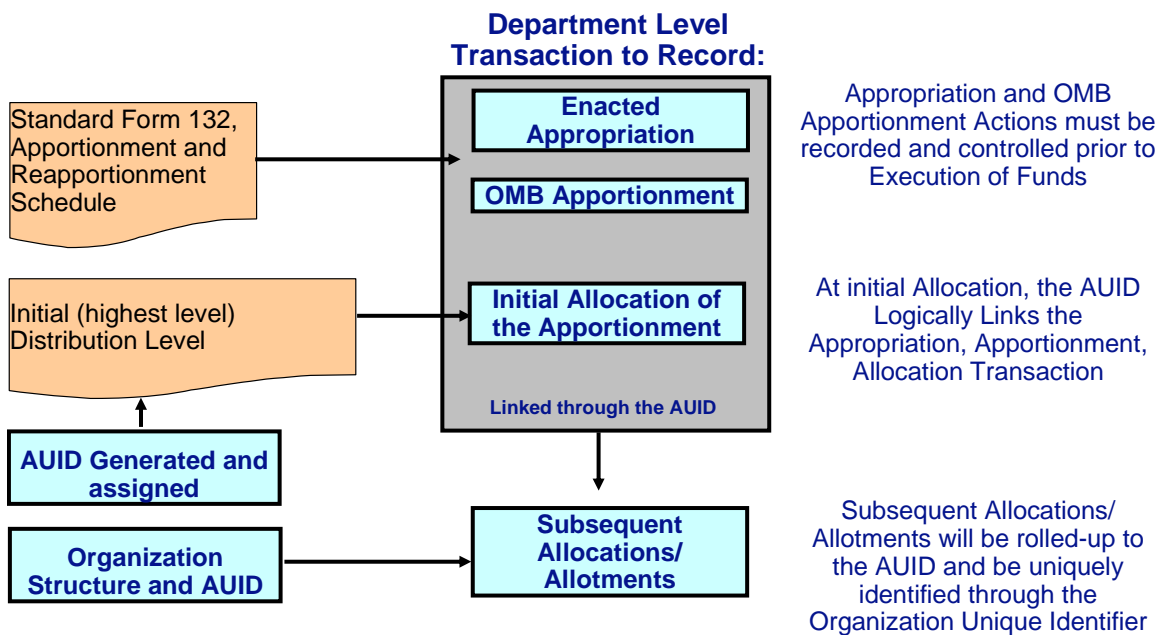 Department Level
Transaction to Record:
Standard Form 132,
Apportionment and
Reapportionment
Schedule
Enacted
Appropriation
OMB Apportionment
Appropriation and OMB
Apportionment Actions must be
recorded and controlled prior to
Execution of Funds
Initial (highest level)
Distribution Level
Initial Allocation of
the Apportionment
Linked through the AUID
At initial Allocation, the AUID
Logically Links the
Appropriation, Apportionment,
Allocation Transaction
AUID Generated and
assigned
Organization
Structure and AUID
Subsequent
Allocations/
Allotments
Subsequent Allocations/
Allotments will be rolled-up to
the AUID and be uniquely
identified through the
Organization Unique Identifier